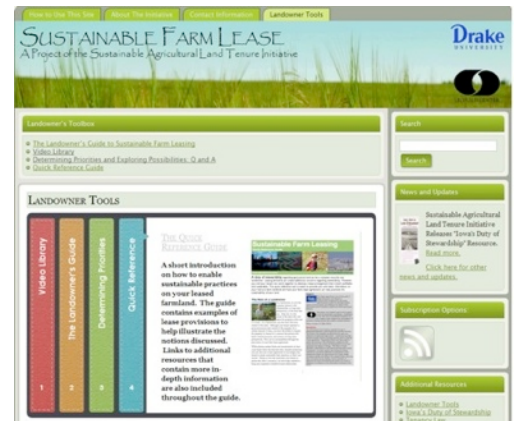 How to Use This Site
About The Initiative
Contact Information
Landowner Tools
SUSTAINABLE FARM LEASE
A Project of the Sustainable Agricultural Land Tenure Initiative
Drake
UNIVERSITY
Landowner's Toolbox
The Landowner's Guide to Sustainable Farm Leasing
Video Library
Determining Priorities and Exploring Possibilities: Q and A
Quick Reference Guide
LANDOWNER TOOLS
Video Library
1
The Landowner's Guide
2
Determining Priorities
3
Quick Reference
4
THE QUICK
REFERENCE GUIDE
A short introduction
on how to enable
sustainable practices
on your leased
farmland. The guide
contains examples of
lease provisions to
help illustrate the
notions discussed.
Links to additional
resources that
contain more in-
depth information
are also included
throughout the guide.
Sustainable Farm Leasing
Search
Search
News and Updates
Sustainable Agricultural
Land Tenure Initiative
Releases "Iowa's Duty of
Stewardship" Resource.
Read more.
Click here for other
news and updates.
Subscription Options:
Additional Resources
Landowner Tools
Iowa's Duty of Stewardship
Tenancy Law